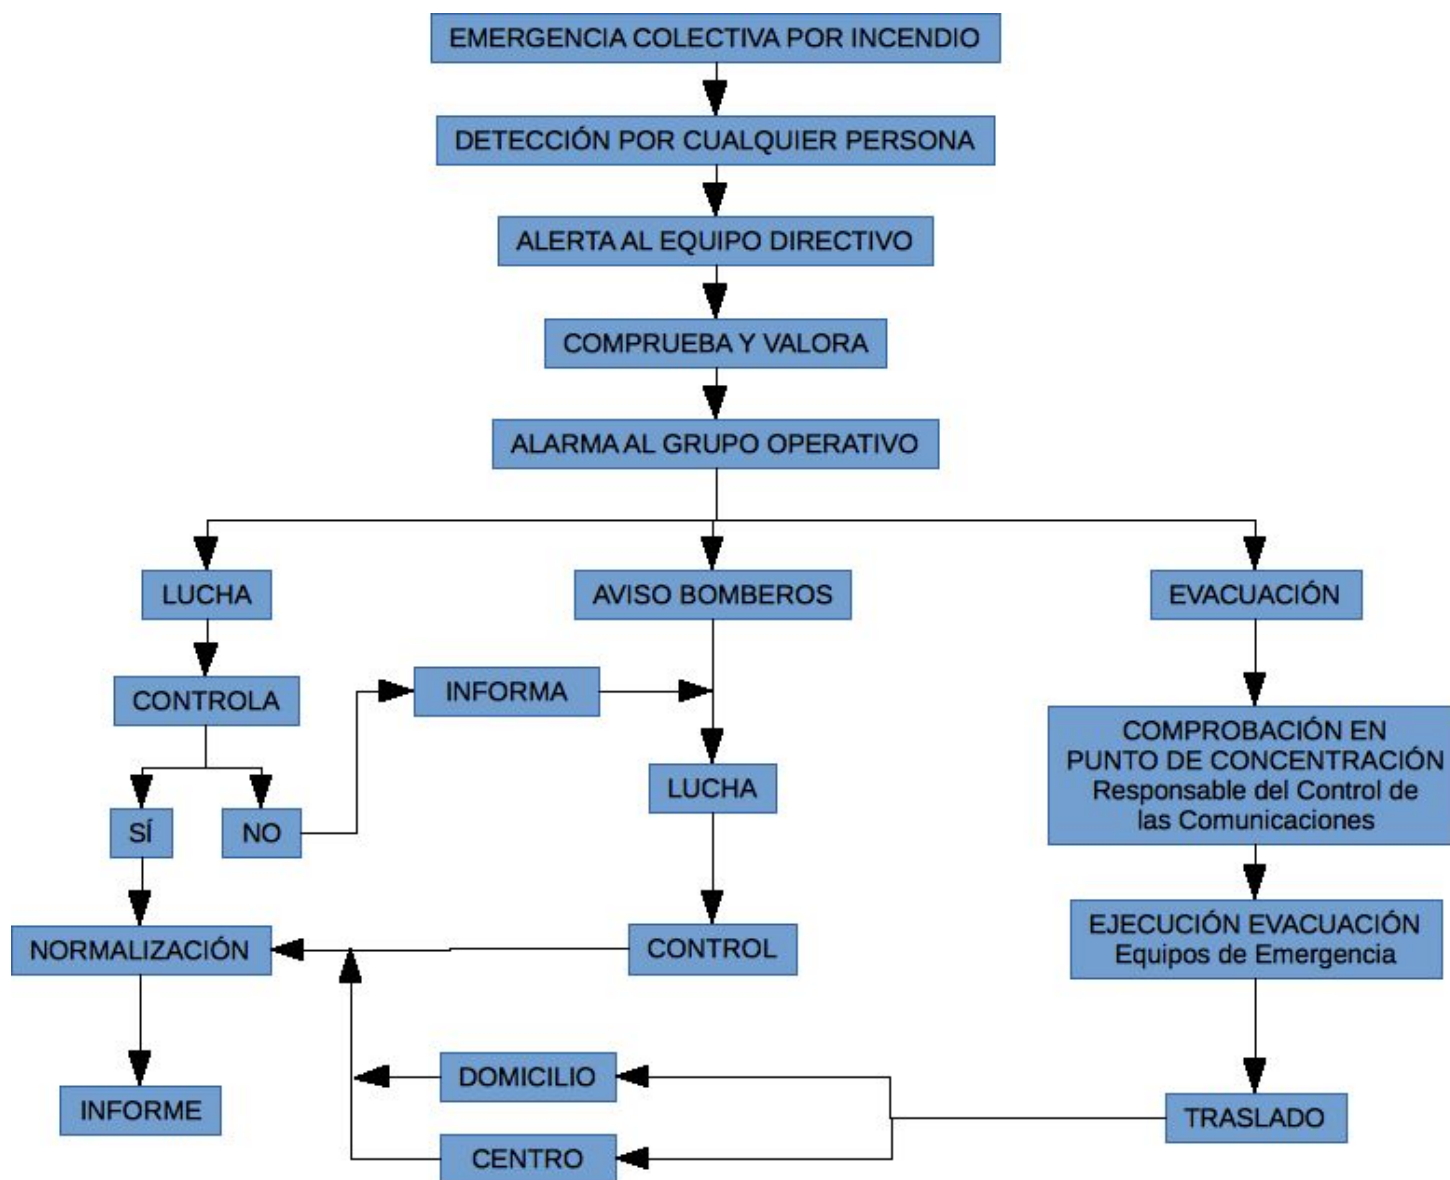 EMERGENCIA COLECTIVA POR INCENDIO
DETECCIÓN POR CUALQUIER PERSONA
ALERTA AL EQUIPO DIRECTIVO
COMPRUEBA Y VALORA
ALARMA AL GRUPO OPERATIVO
LUCHA
AVISO BOMBEROS
EVACUACIÓN
CONTROLA
INFORMA
COMPROBACIÓN EN
PUNTO DE CONCENTRACIÓN
Responsable del Control de
las Comunicaciones
LUCHA
SÍ
NO
EJECUCIÓN EVACUACIÓN
Equipos de Emergencia
NORMALIZACIÓN
CONTROL
DOMICILIO
INFORME
TRASLADO
CENTRO